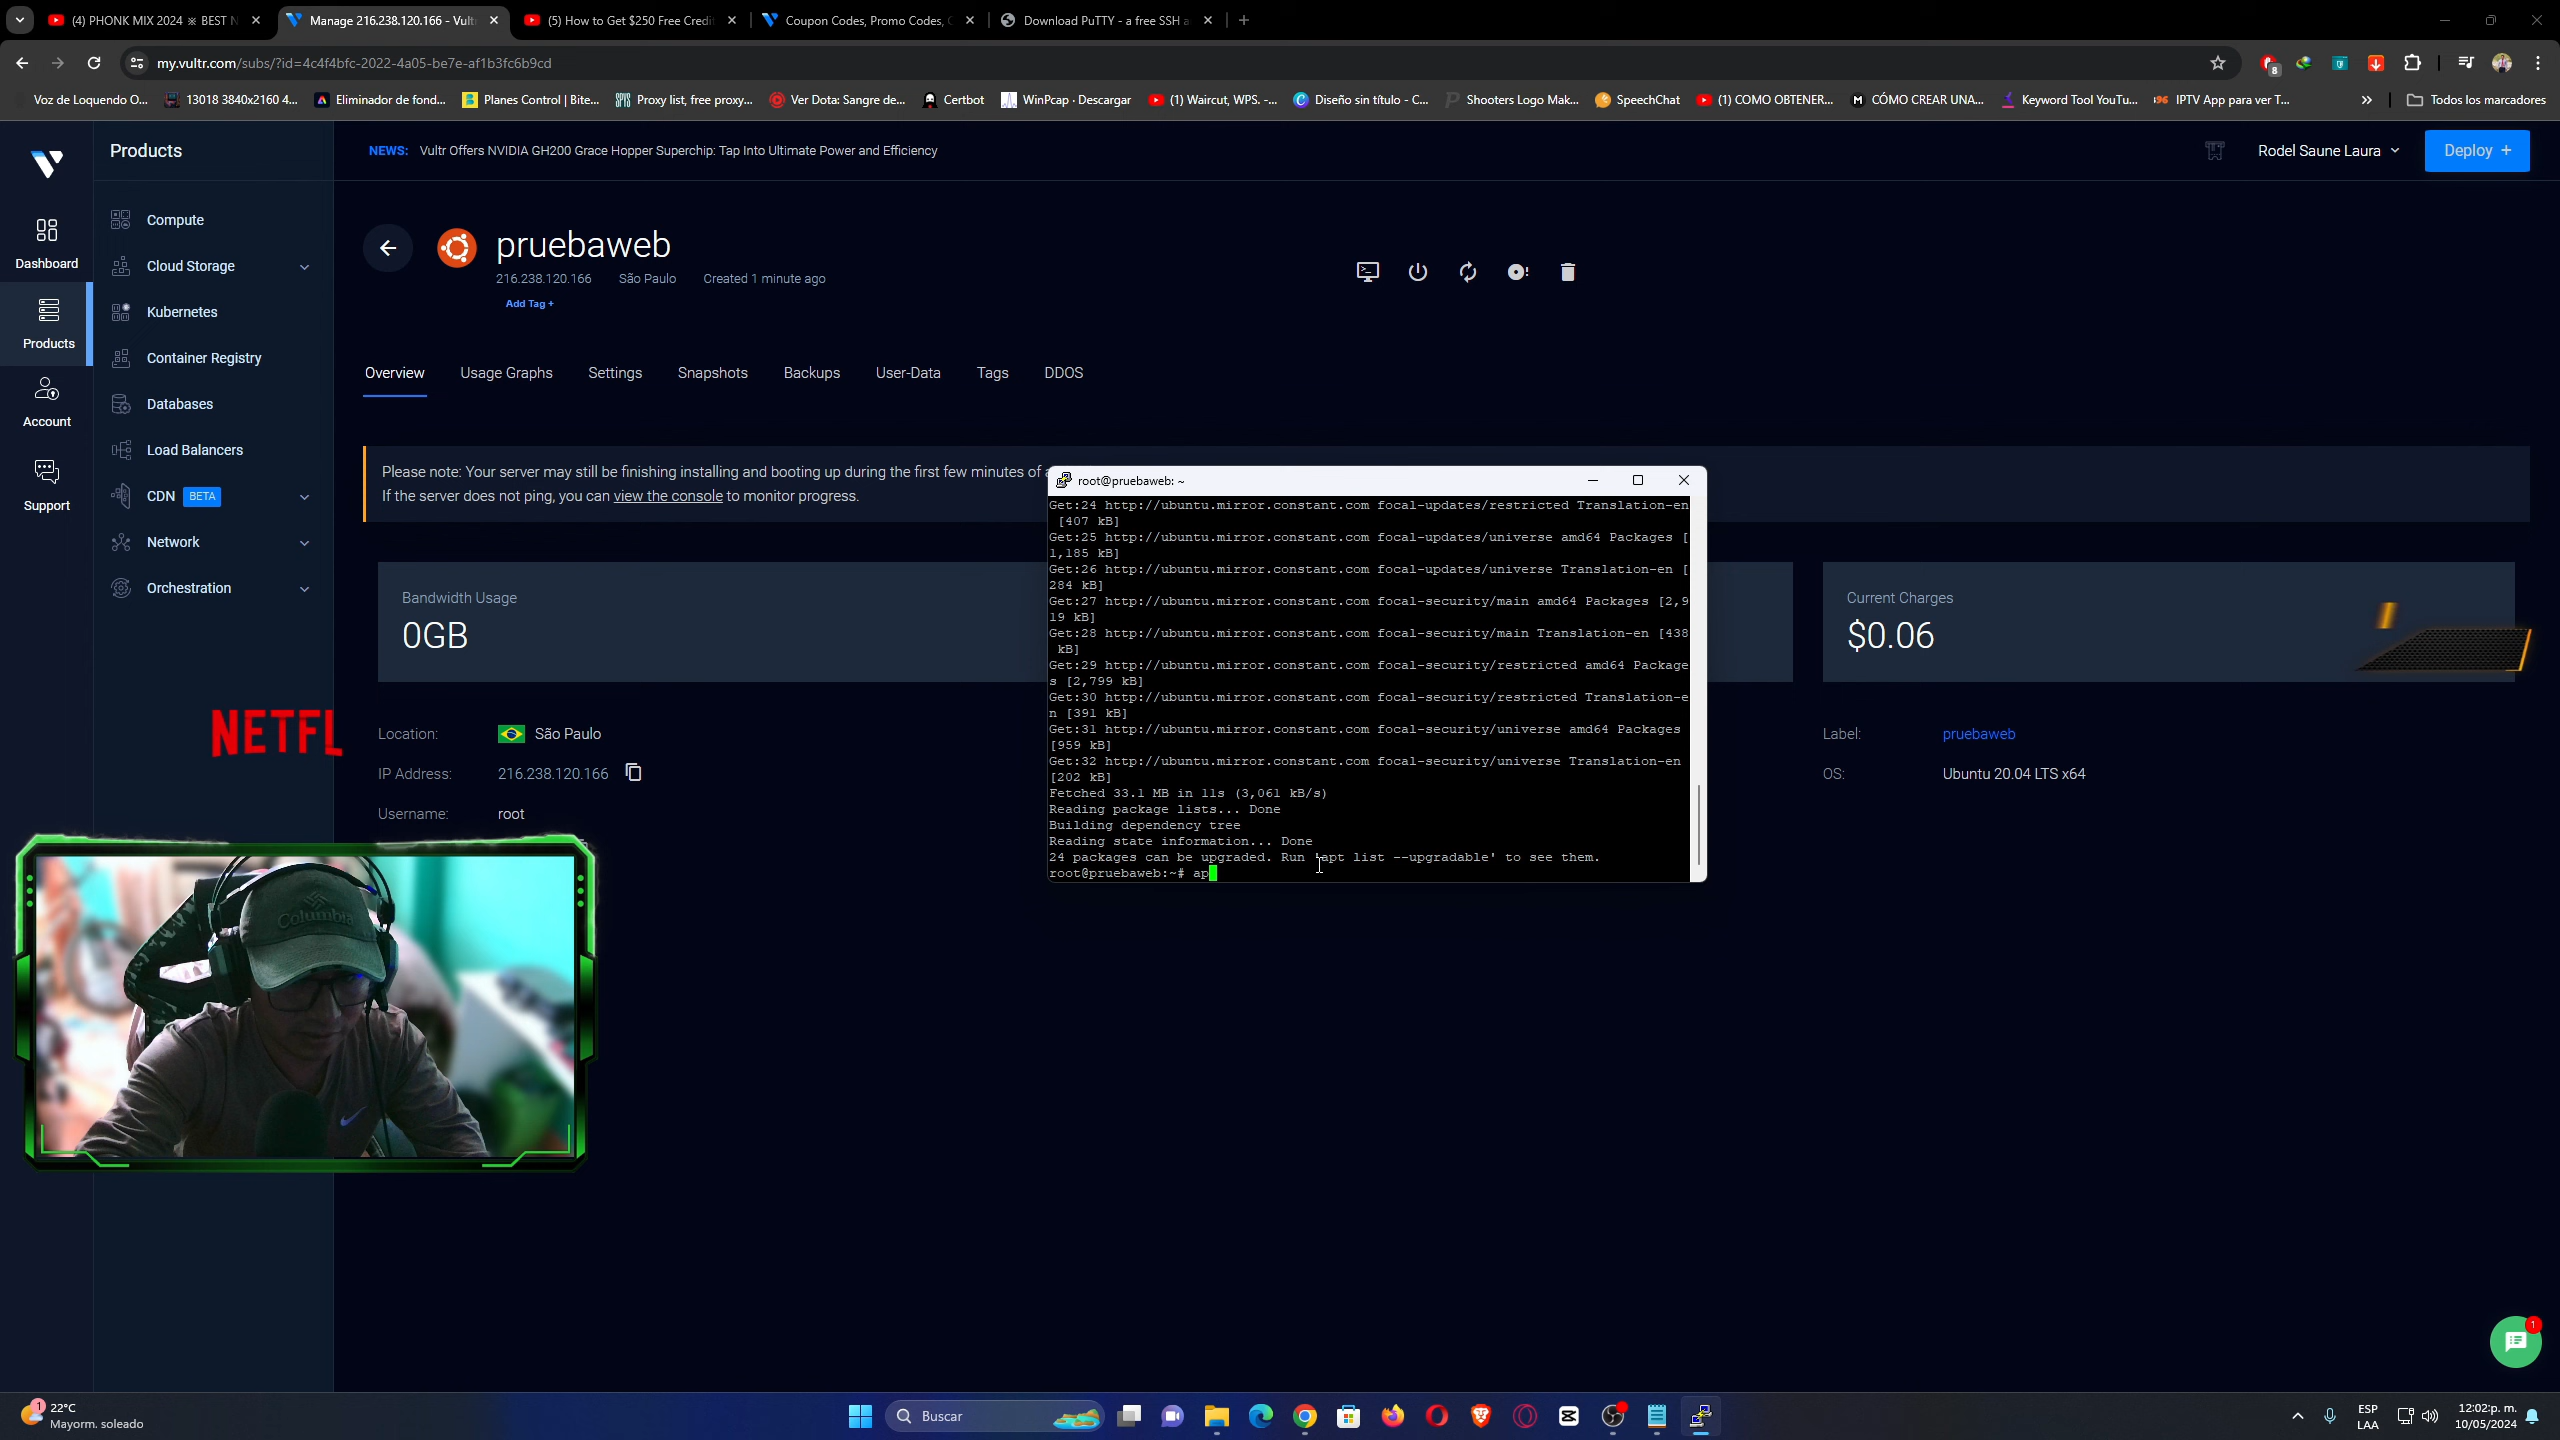 (4) PHONK MIX 2024 ※ BEST N
Manage 216.238.120.166 - Vult
(5) How to Get $250 Free Credi
Coupon Codes, Promo Codes, C
Download PuTTY - a free SSH a
my.vultr.com/subs/?id=4c4f4bfc-2022-4a05-be7e-af1b3fc6b9cd
8
Voz de Loquendo O...
13018 3840x2160 4...
Eliminador de fond...
Planes Control | Bite...
Proxy list, free proxy...
Ver Dota: Sangre de...
Certbot
WinPcap · Descargar
(1) Waircut, WPS. -...
Diseño sin título - C...
Shooters Logo Mak...
SpeechChat
(1) COMO OBTENER...
CÓMO CREAR UNA...
Keyword Tool YouTu...
IPTV App para ver T...
Todos los marcadores
Products
NEWS: Vultr Offers NVIDIA GH200 Grace Hopper Superchip: Tap Into Ultimate Power and Efficiency
Rodel Saune Laura
Deploy +
Dashboard
Products
Account
Support
Compute
Cloud Storage
Kubernetes
Container Registry
Databases
Load Balancers
CDN BETA
Network
Orchestration
pruebaweb
216.238.120.166 São Paulo Created 1 minute ago
Add Tag +
Overview Usage Graphs Settings Snapshots Backups User-Data Tags DDOS
Please note: Your server may still be finishing installing and booting up during the first few minutes of a
If the server does not ping, you can view the console to monitor progress.
Bandwidth Usage
0GB
Current Charges
$0.06
Location: São Paulo
IP Address: 216.238.120.166
Username: root
Label: pruebaweb
OS: Ubuntu 20.04 LTS x64
root@pruebaweb: ~
Get:24 http://ubuntu.mirror.constant.com focal-updates/restricted Translation-en
[407 kB]
Get:25 http://ubuntu.mirror.constant.com focal-updates/universe amd64 Packages [
1,185 kB]
Get:26 http://ubuntu.mirror.constant.com focal-updates/universe Translation-en [
284 kB]
Get:27 http://ubuntu.mirror.constant.com focal-security/main amd64 Packages [2,9
19 kB]
Get:28 http://ubuntu.mirror.constant.com focal-security/main Translation-en [438
kB]
Get:29 http://ubuntu.mirror.constant.com focal-security/restricted amd64 Package
s [2,799 kB]
Get:30 http://ubuntu.mirror.constant.com focal-security/restricted Translation-e
n [391 kB]
Get:31 http://ubuntu.mirror.constant.com focal-security/universe amd64 Packages
[959 kB]
Get:32 http://ubuntu.mirror.constant.com focal-security/universe Translation-en
[202 kB]
Fetched 33.1 MB in 11s (3,061 kB/s)
Reading package lists... Done
Building dependency tree
Reading state information... Done
24 packages can be upgraded. Run 'apt list --upgradable' to see them.
root@pruebaweb:~# ap
NETFL
Columbia
1
1
22°C
Mayorm. soleado
Buscar
ESP
LAA
12:02 p. m.
10/05/2024